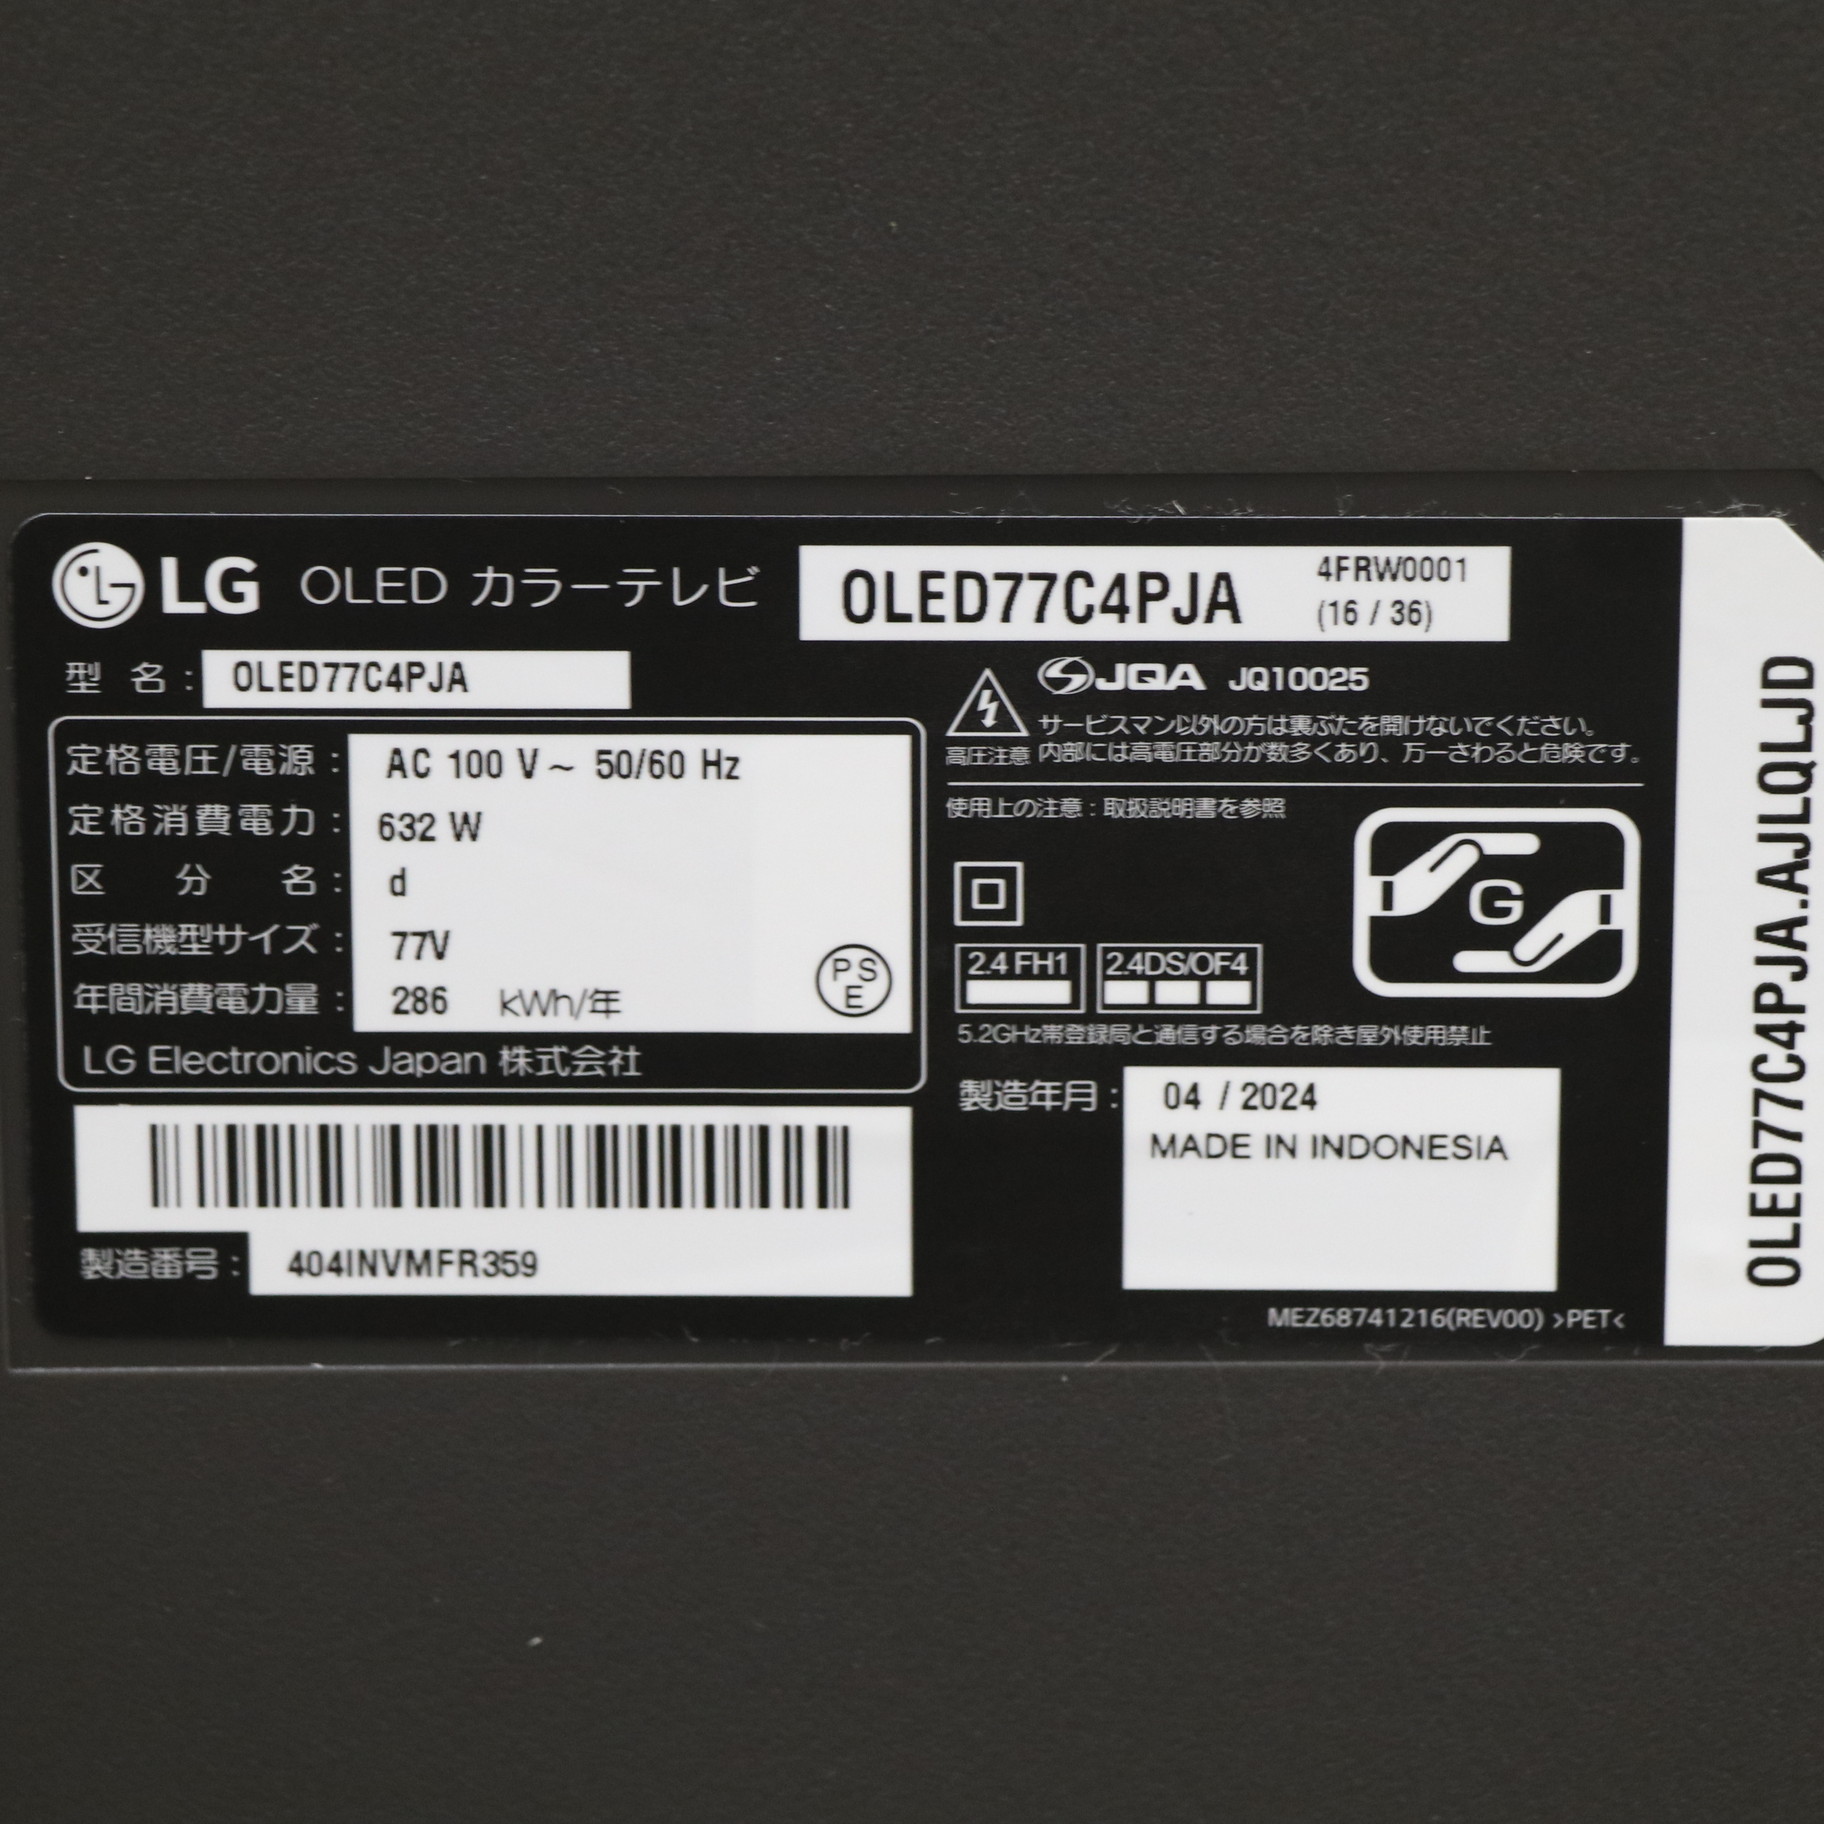 LG OLED カラーテレビ OLED77C4PJA 4FRW0001
(16 / 36)
型 名 : OLED77C4PJA
定格電圧/電源 : AC 100 V~ 50/60 Hz
定格消費電力 : 632 W
区 分 名 : d
受信機型サイズ : 77V
年間消費電力量 : 286 kWh/年
PS
E
LG Electronics Japan 株式会社
製造番号 : 404INVMFR359
JQA JQ10025
サービスマン以外の方は裏ぶたを開けないでください。
高圧注意 内部には高電圧部分が数多くあり、万一さわると危険です。
使用上の注意 : 取扱説明書を参照
G
2.4 FH1 2.4DS/OF4
5.2GHz帯登録局と通信する場合を除き屋外使用禁止
製造年月 : 04 / 2024
MADE IN INDONESIA
MEZ68741216(REV00) >PET<
OLED77C4PJA.AJLQLJD